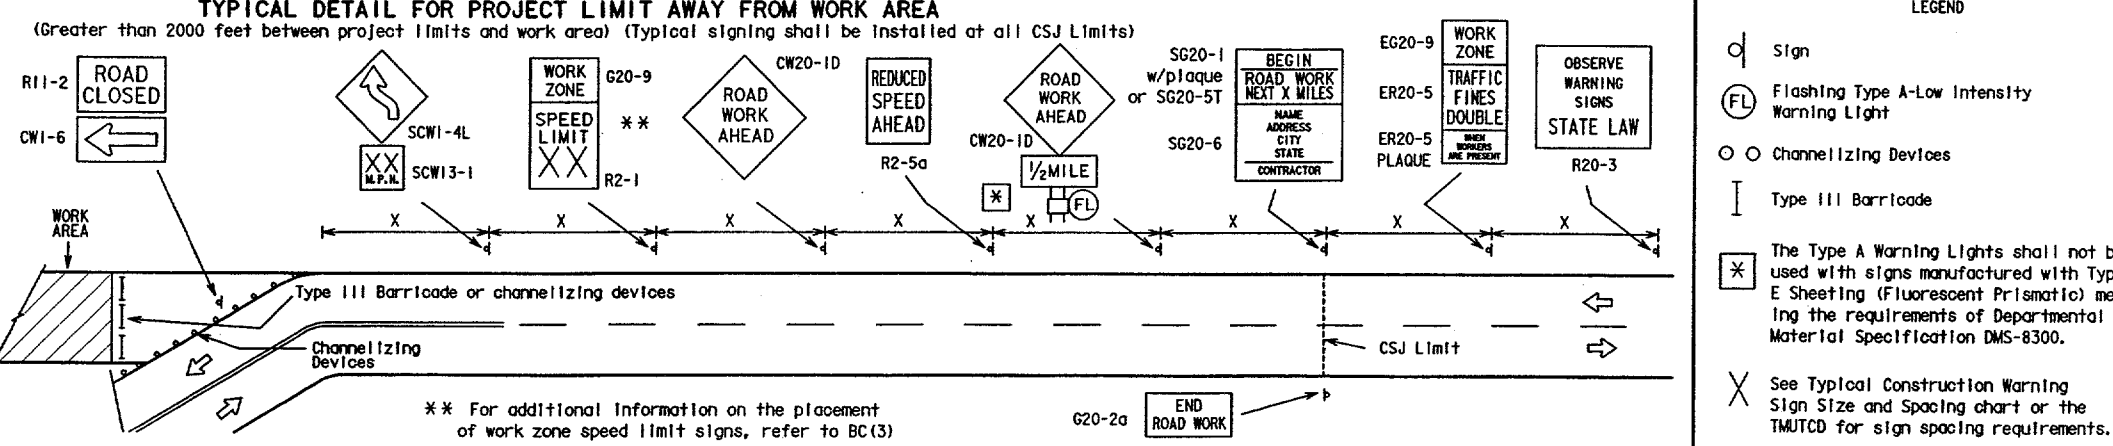 TYPICAL DETAIL FOR PROJECT LIMIT AWAY FROM WORK AREA
(Greater than 2000 feet between project limits and work area) (Typical signing shall be installed at all CSJ Limits)
R11-2
ROAD
CLOSED
CW1-6
SCW1-4L
XX
M.P.H.
SCW13-1
WORK
ZONE
G20-9
SPEED
LIMIT
XX
**
R2-1
CW20-1D
ROAD
WORK
AHEAD
REDUCED
SPEED
AHEAD
R2-5a
ROAD
WORK
AHEAD
CW20-1D
1/2 MILE
*
FL
SG20-1
w/plaque
or SG20-5T
SG20-6
BEGIN
ROAD WORK
NEXT X MILES
NAME
ADDRESS
CITY
STATE
CONTRACTOR
EG20-9
WORK
ZONE
ER20-5
TRAFFIC
FINES
DOUBLE
ER20-5
PLAQUE
WHEN
WORKERS
ARE PRESENT
OBSERVE
WARNING
SIGNS
STATE LAW
R20-3
X X X X X X X X
WORK
AREA
Type III Barricade or channelizing devices
Channelizing
Devices
CSJ Limit
** For additional information on the placement
of work zone speed limit signs, refer to BC(3)
G20-2a
END
ROAD WORK
LEGEND
Sign
FL
Flashing Type A-Low Intensity
Warning Light
Channelizing Devices
Type III Barricade
*
The Type A Warning Lights shall not b
used with signs manufactured with Typ
E Sheeting (Fluorescent Prismatic) me
ing the requirements of Departmental
Material Specification DMS-8300.
X
See Typical Construction Warning
Sign Size and Spacing chart or the
TMUTCD for sign spacing requirements.